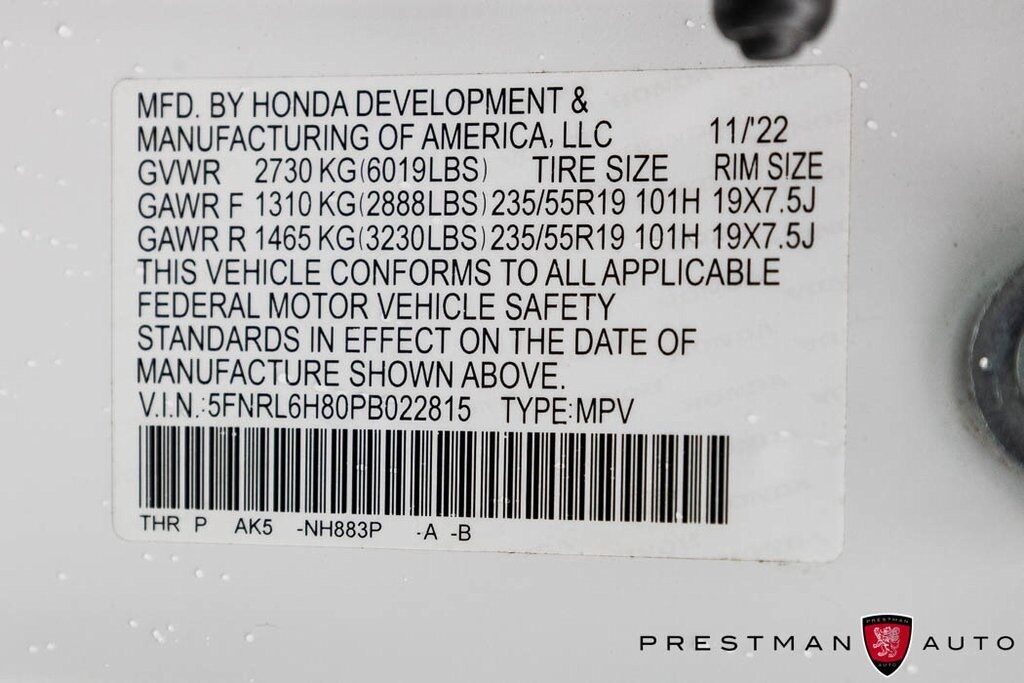 MFD. BY HONDA DEVELOPMENT &
MANUFACTURING OF AMERICA, LLC 11/'22
GVWR 2730 KG(6019LBS) TIRE SIZE RIM SIZE
GAWR F 1310 KG(2888LBS) 235/55R19 101H 19X7.5J
GAWR R 1465 KG(3230LBS) 235/55R19 101H 19X7.5J
THIS VEHICLE CONFORMS TO ALL APPLICABLE
FEDERAL MOTOR VEHICLE SAFETY
STANDARDS IN EFFECT ON THE DATE OF
MANUFACTURE SHOWN ABOVE.
V.I.N.:5FNRL6H80PB022815 TYPE:MPV
THR P AK5 -NH883P -A -B
PRESTMAN AUTO
PRESTMAN
AUTO